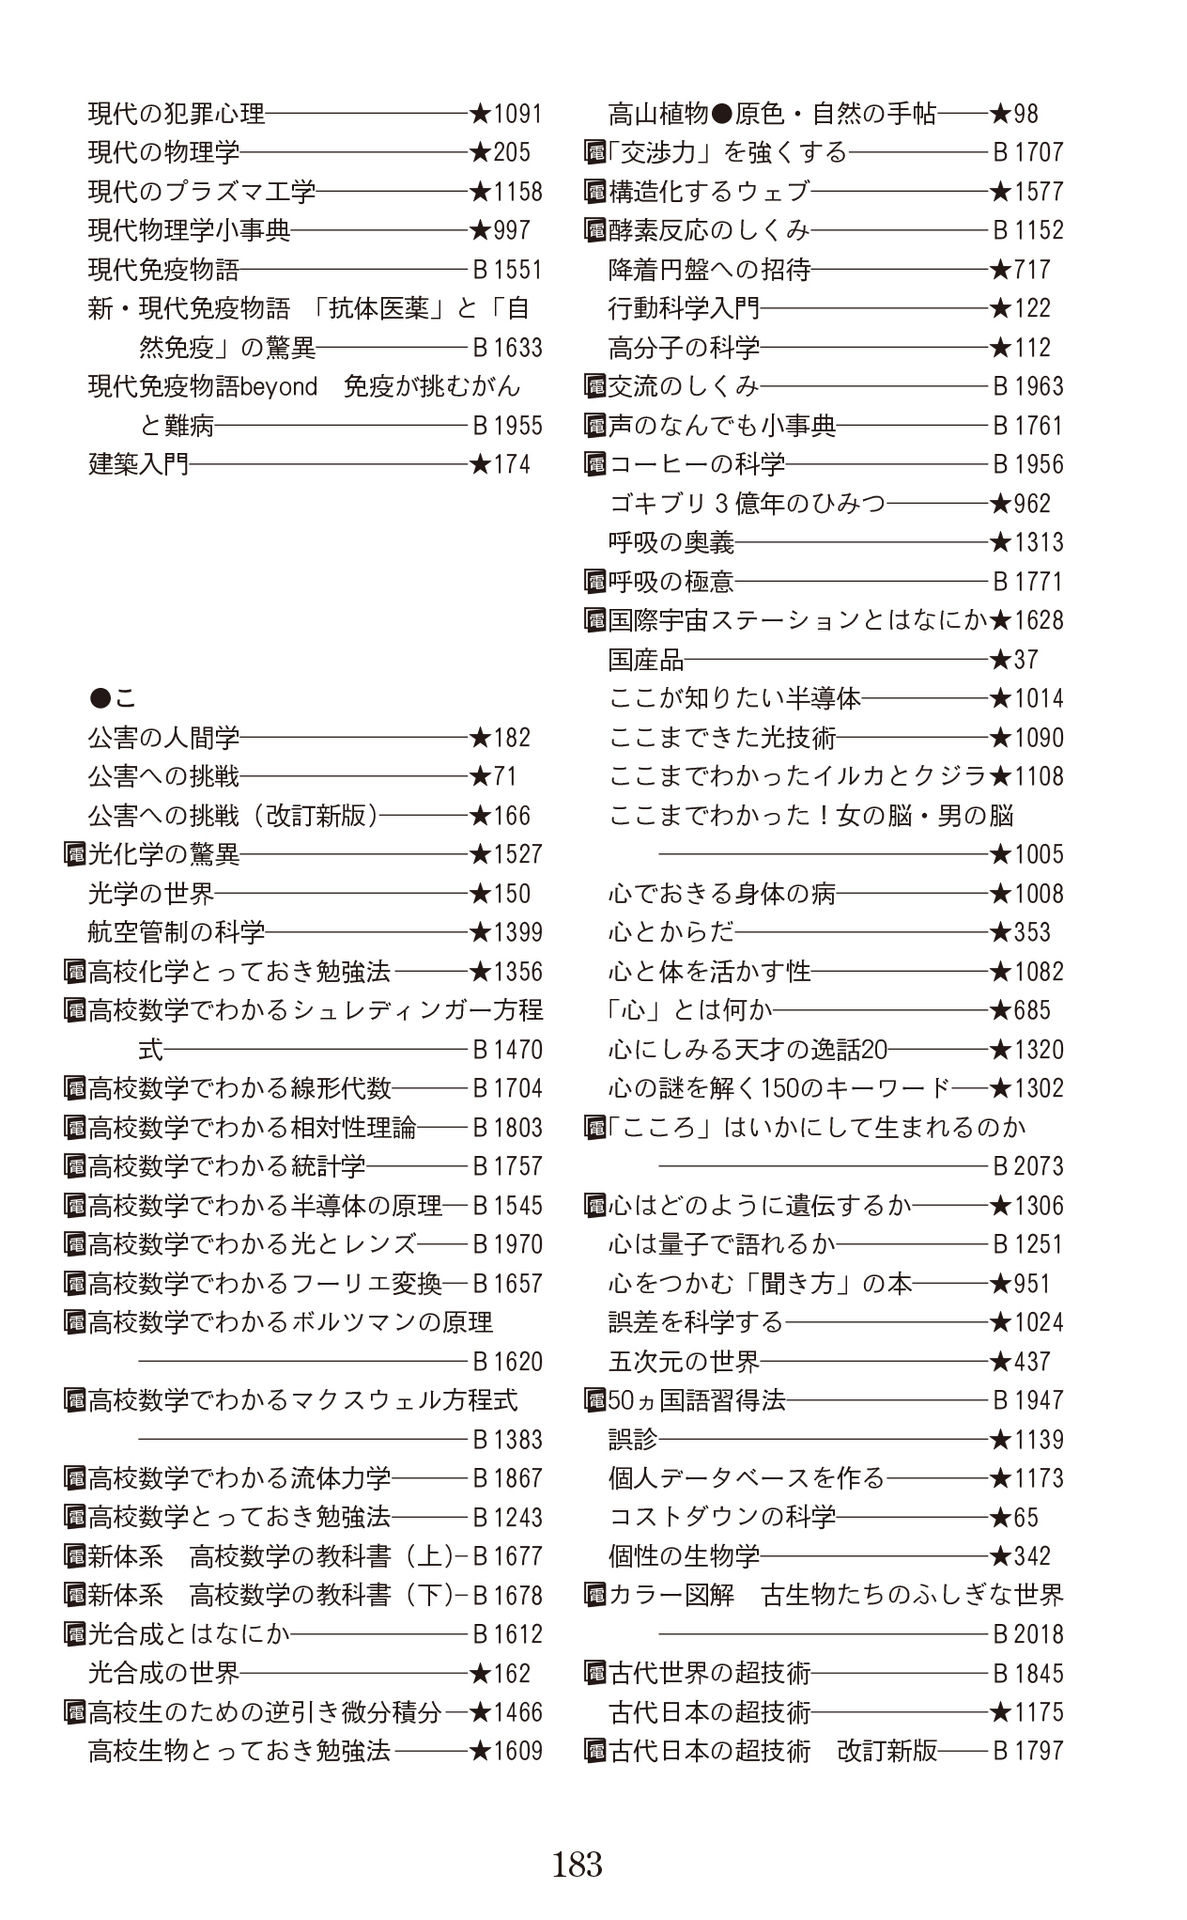 現代の犯罪心理――――――――★1091
現代の物理学―――――――――★205
現代のプラズマ工学――――――★1158
現代物理学小事典―――――――★997
現代免疫物語―――――――――B1551
新・現代免疫物語 「抗体医薬」と「自
然免疫」の驚異――――――B1633
現代免疫物語beyond　免疫が挑むがん
と難病――――――――――B1955
建築入門―――――――――――★174
●こ
公害の人間学―――――――――★182
公害への挑戦―――――――――★71
公害への挑戦（改訂新版）―――★166
電光化学の驚異―――――――――★1527
光学の世界――――――――――★150
航空管制の科学――――――――★1399
電高校化学とっておき勉強法―――★1356
電高校数学でわかるシュレディンガー方程
式――――――――――――B1470
電高校数学でわかる線形代数―――B1704
電高校数学でわかる相対性理論――B1803
電高校数学でわかる統計学――――B1757
電高校数学でわかる半導体の原理―B1545
電高校数学でわかる光とレンズ――B1970
電高校数学でわかるフーリエ変換―B1657
電高校数学でわかるボルツマンの原理
―――――――――――――B1620
電高校数学でわかるマクスウェル方程式
―――――――――――――B1383
電高校数学でわかる流体力学―――B1867
電高校数学とっておき勉強法―――B1243
電新体系　高校数学の教科書（上）–B1677
電新体系　高校数学の教科書（下）–B1678
電光合成とはなにか―――――――B1612
光合成の世界―――――――――★162
電高校生のための逆引き微分積分―★1466
高校生物とっておき勉強法―――★1609
高山植物●原色・自然の手帖――★98
電「交渉力」を強くする――――――B1707
電構造化するウェブ―――――――★1577
電酵素反応のしくみ―――――――B1152
降着円盤への招待―――――――★717
行動科学入門―――――――――★122
高分子の科学―――――――――★112
電交流のしくみ―――――――――B1963
電声のなんでも小事典――――――B1761
電コーヒーの科学――――――――B1956
ゴキブリ３億年のひみつ――――★962
呼吸の奥義――――――――――★1313
電呼吸の極意――――――――――B1771
電国際宇宙ステーションとはなにか★1628
国産品――――――――――――★37
ここが知りたい半導体―――――★1014
ここまできた光技術――――――★1090
ここまでわかったイルカとクジラ★1108
ここまでわかった！女の脳・男の脳
―――――――――――――★1005
心でおきる身体の病――――――★1008
心とからだ――――――――――★353
心と体を活かす性―――――――★1082
「心」とは何か――――――――★685
心にしみる天才の逸話20――――★1320
心の謎を解く150のキーワード―★1302
電「こころ」はいかにして生まれるのか
―――――――――――――B2073
電心はどのように遺伝するか―――★1306
心は量子で語れるか――――――B1251
心をつかむ「聞き方」の本―――★951
誤差を科学する――――――――★1024
五次元の世界―――――――――★437
電50ヵ国語習得法――――――――B1947
誤診―――――――――――――★1139
個人データベースを作る――――★1173
コストダウンの科学――――――★65
個性の生物学―――――――――★342
電カラー図解　古生物たちのふしぎな世界
―――――――――――――B2018
電古代世界の超技術―――――――B1845
古代日本の超技術―――――――★1175
電古代日本の超技術　改訂新版――B1797
183